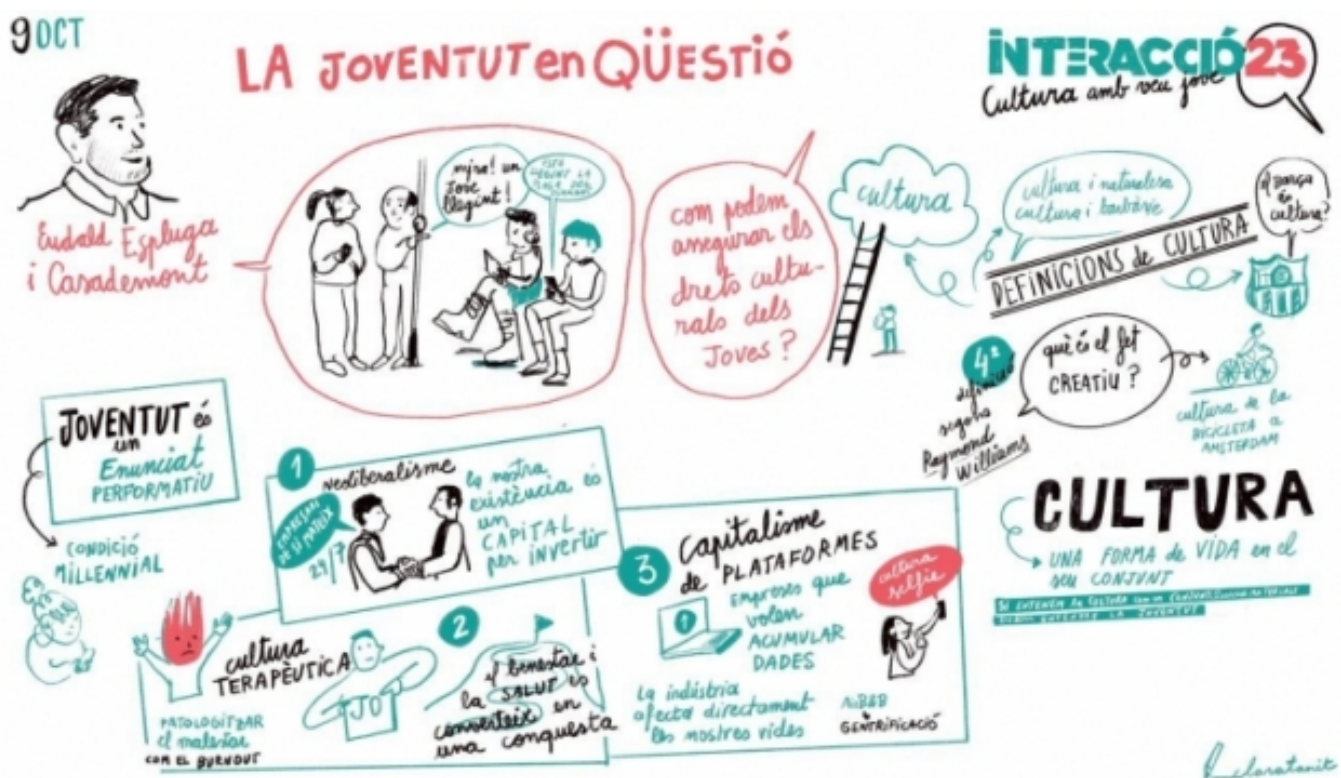 9 OCT
LA JOVENTUT en QÜESTIÓ
INTERACCIÓ23
Cultura amb veu jove
Eudald Espluga
i Casademont
mira! un
jove
llegint!
com podem
assegurar els
drets cultu-
rals dels
Joves?
cultura
cultura i naturalesa
cultura i barbàrie
DEFINICIONS de CULTURA
el Barça
és
cultura?
4a
definició
segons
Raymond
Williams
què és el fet
CREATIU?
cultura de la
BICICLETA a
AMSTERDAM
CULTURA
UNA FORMA de VIDA en el
seu CONJUNT
JOVENTUT és
un
Enunciat
PERFORMATIU
CONDICIÓ
MILLENNIAL
1
Neoliberalisme
EMPRESARI
DE SI MATEIX
la nostra
existència és
un
CAPITAL
per invertir
cultura
TERAPÈUTICA
PATOLOGITZAR
el malestar
COM EL BURNOUT
JO
2
el benestar i
la SALUT es
converteix en
una conquesta
3
Capitalisme
de PLATAFORMES
Empreses que
volen
ACUMULAR
DADES
cultura
selfie
La indústria
afecta directament
les nostres vides
GENTRIFICACIÓ
claratanit